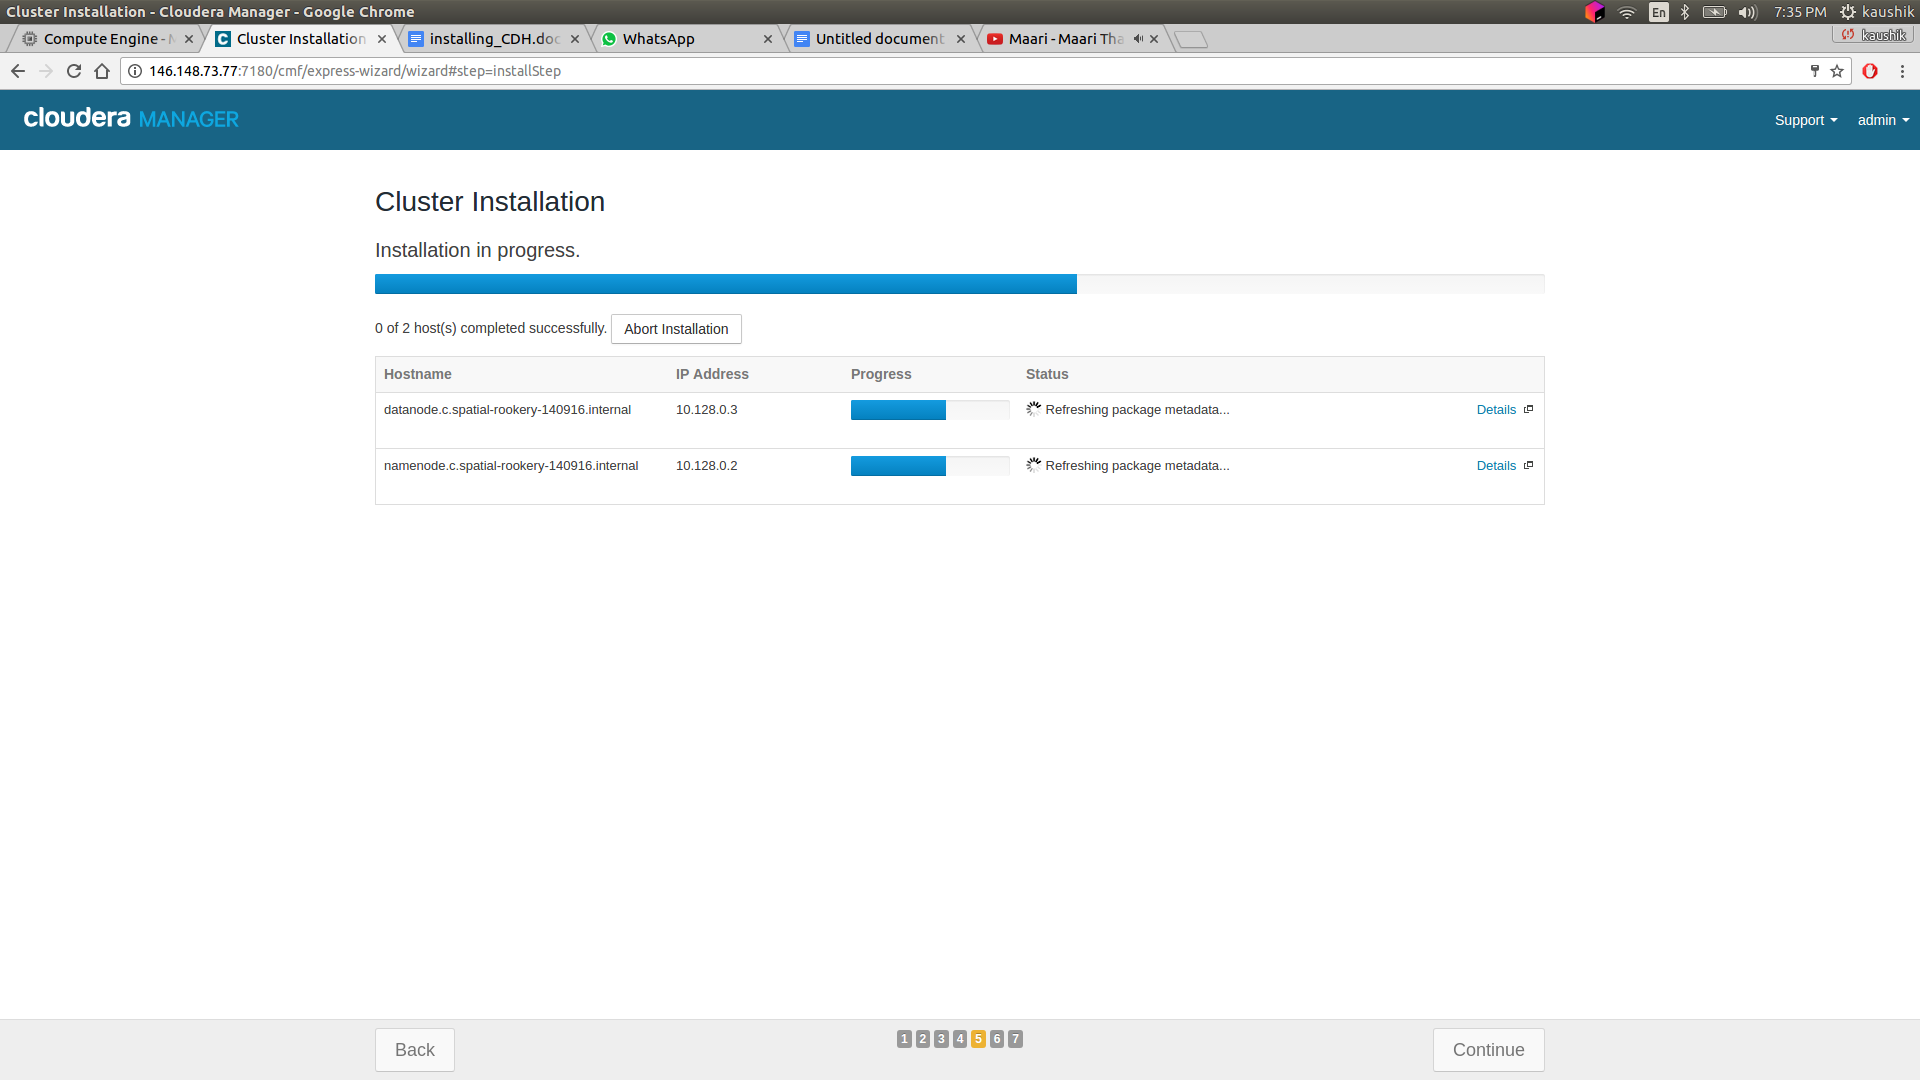 Cluster Installation - Cloudera Manager - Google Chrome
En
7:35 PM
kaushik
Compute Engine -
Cluster Installation
installing_CDH.doc
WhatsApp
Untitled document
Maari - Maari Tha
kaushik
146.148.73.77:7180/cmf/express-wizard/wizard#step=installStep
cloudera MANAGER
Support
admin
Cluster Installation
Installation in progress.
0 of 2 host(s) completed successfully. Abort Installation
Hostname IP Address Progress Status
datanode.c.spatial-rookery-140916.internal 10.128.0.3 Refreshing package metadata... Details
namenode.c.spatial-rookery-140916.internal 10.128.0.2 Refreshing package metadata... Details
Back
1 2 3 4 5 6 7
Continue